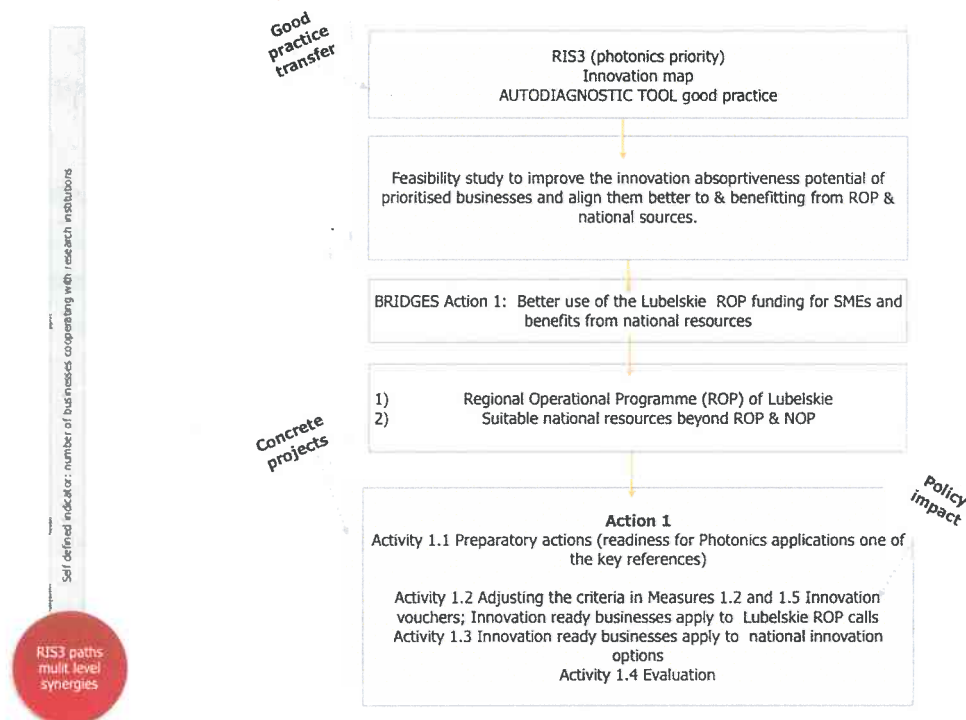 Good
practice
transfer
RIS3 (photonics priority)
Innovation map
AUTODIAGNOSTIC TOOL good practice
Feasibility study to improve the innovation absoprtiveness potential of
prioritised businesses and align them better to & benefitting from ROP &
national sources.
BRIDGES Action 1: Better use of the Lubelskie ROP funding for SMEs and
benefits from national resources
1) Regional Operational Programme (ROP) of Lubelskie
2) Suitable national resources beyond ROP & NOP
Concrete
projects
Policy
impact
Action 1
Activity 1.1 Preparatory actions (readiness for Photonics applications one of
the key references)
Activity 1.2 Adjusting the criteria in Measures 1.2 and 1.5 Innovation
vouchers; Innovation ready businesses apply to Lubelskie ROP calls
Activity 1.3 Innovation ready businesses apply to national innovation
options
Activity 1.4 Evaluation
Self defined indicator: number of businesses cooperating with research institutions
RIS3 paths
mulit level
synergies